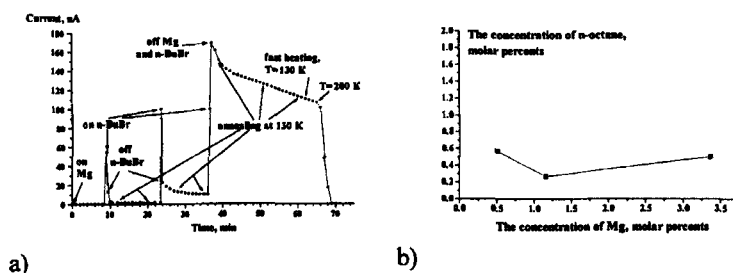 Current, nA
180
160
140
120
100
80
60
40
20
0
0 10 20 30 40 50 60 70
Time, min
off Mg
and n-BuBr
fast heating,
T=130 K
T=200 K
on n-BuBr
annealing at 150 K
off
n-BuBr
on
Mg
a)
2.0
1.8
1.6
1.4
1.2
1.0
0.8
0.6
0.4
0.2
0.0
The concentration of n-octane,
molar percents
0.0 0.5 1.0 1.5 2.0 2.5 3.0 3.5
The concentration of Mg, molar percents
b)